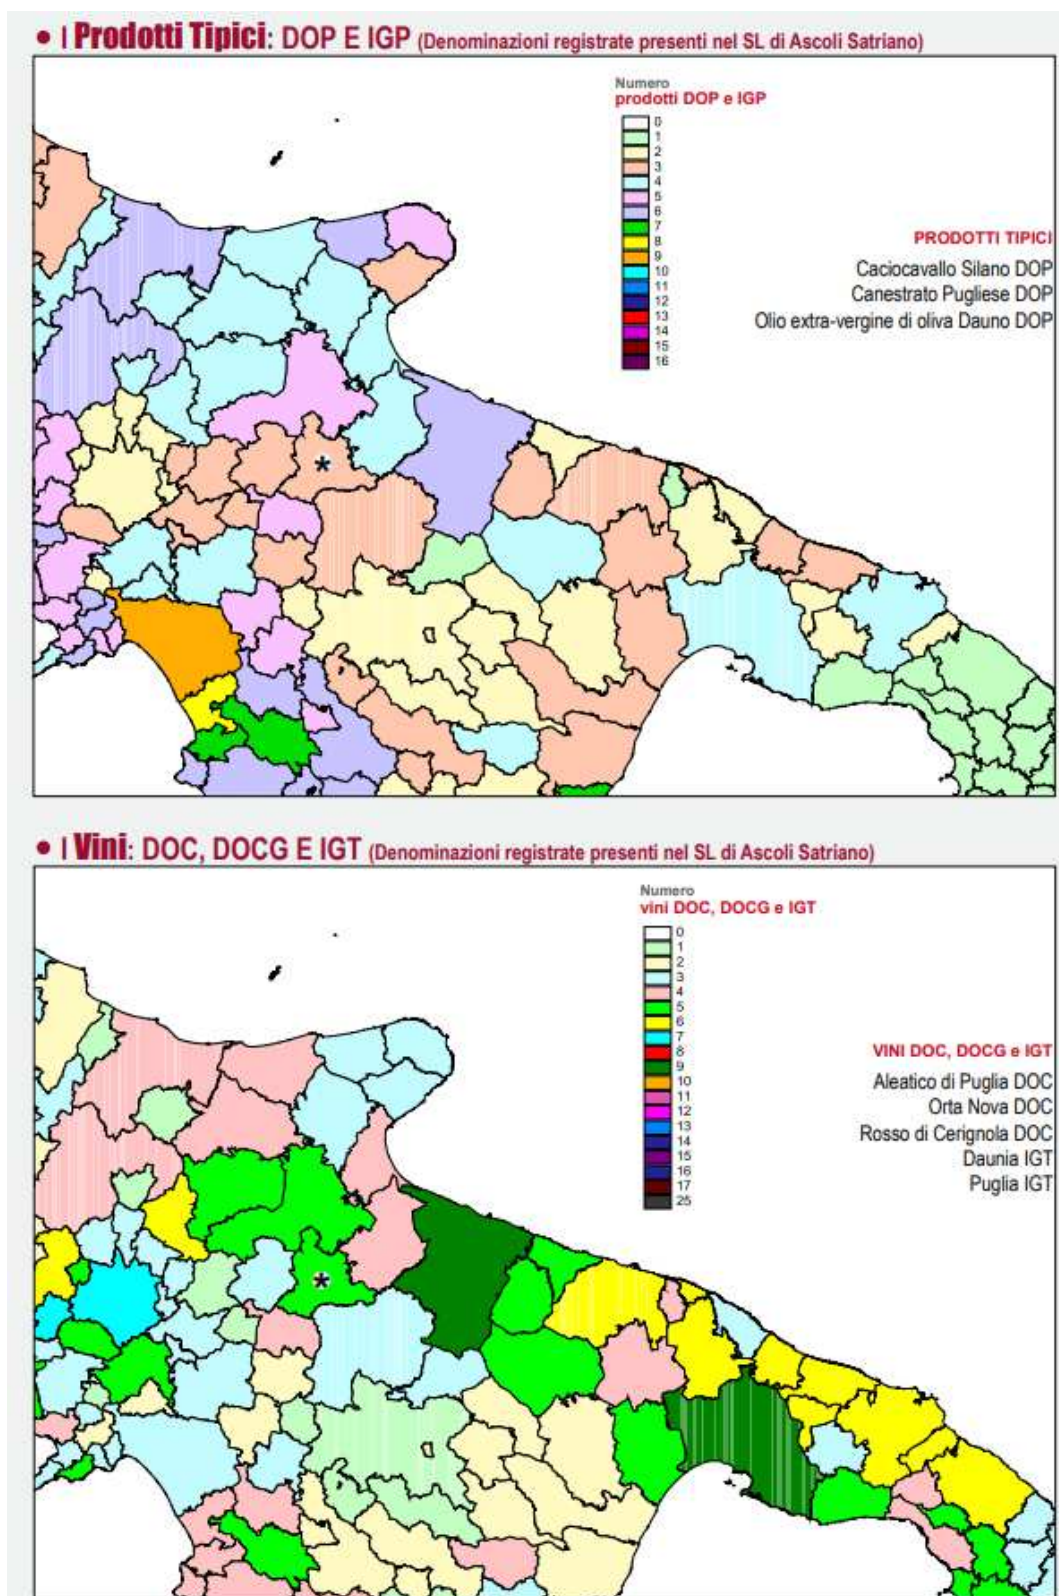 • I Prodotti Tipici: DOP E IGP (Denominazioni registrate presenti nel SL di Ascoli Satriano)
Numero
prodotti DOP e IGP
0
1
2
3
4
5
6
7
8
9
10
11
12
13
14
15
16
PRODOTTI TIPICI
Caciocavallo Silano DOP
Canestrato Pugliese DOP
Olio extra-vergine di oliva Dauno DOP
*
• I Vini: DOC, DOCG E IGT (Denominazioni registrate presenti nel SL di Ascoli Satriano)
Numero
vini DOC, DOCG e IGT
0
1
2
3
4
5
6
7
8
9
10
11
12
13
14
15
16
17
25
VINI DOC, DOCG e IGT
Aleatico di Puglia DOC
Orta Nova DOC
Rosso di Cerignola DOC
Daunia IGT
Puglia IGT
*